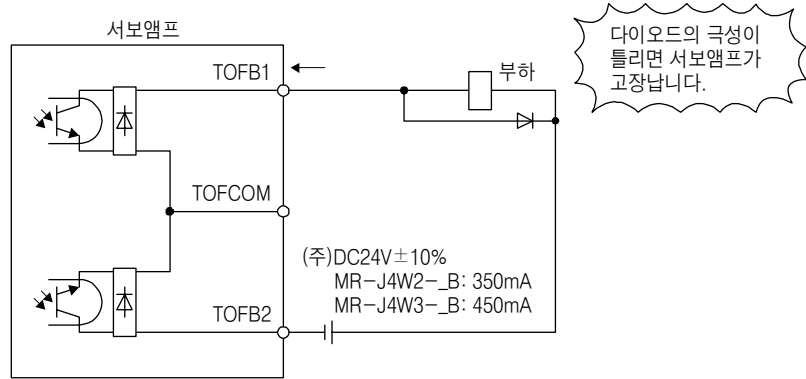 서보앰프
TOFB1
부하
다이오드의 극성이
틀리면 서보앰프가
고장납니다.
TOFCOM
(주)DC24V±10%
MR-J4W2-_B: 350mA
MR-J4W3-_B: 450mA
TOFB2